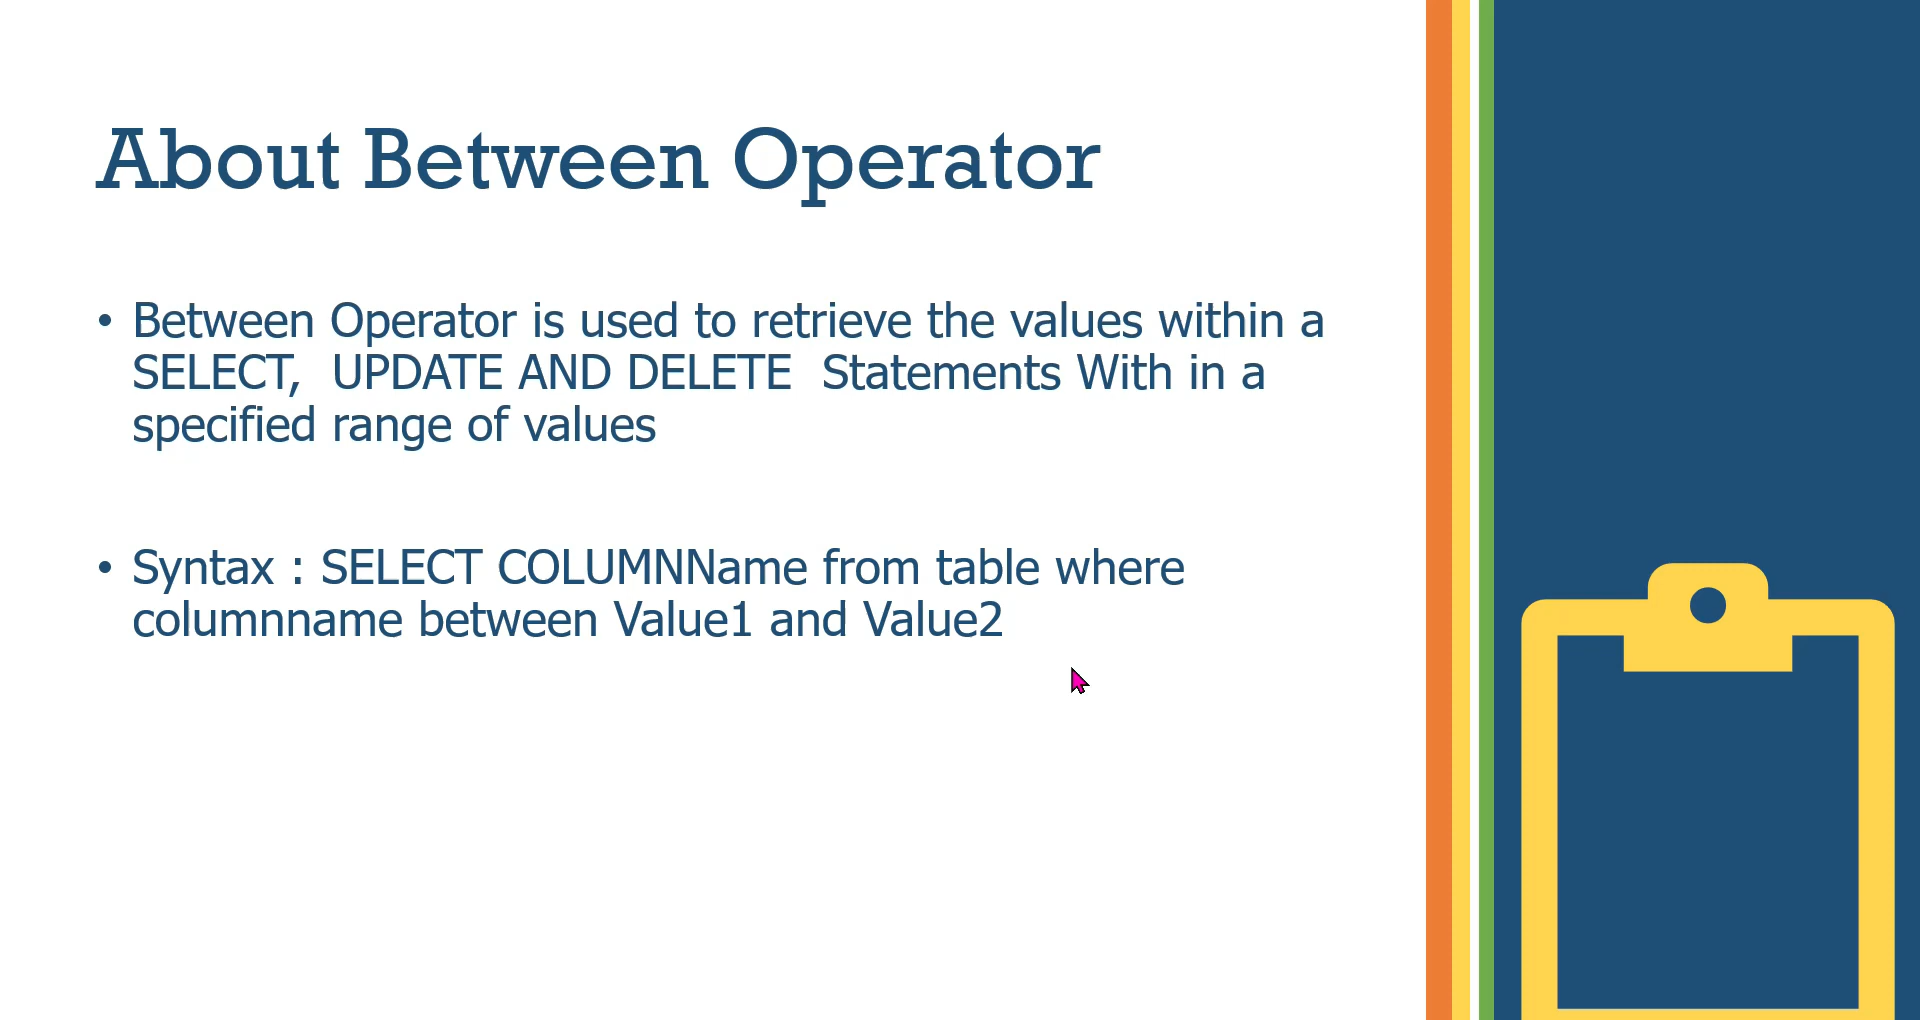 About Between Operator
• Between Operator is used to retrieve the values within a
SELECT,  UPDATE AND DELETE  Statements With in a
specified range of values
• Syntax : SELECT COLUMNName from table where
columnname between Value1 and Value2